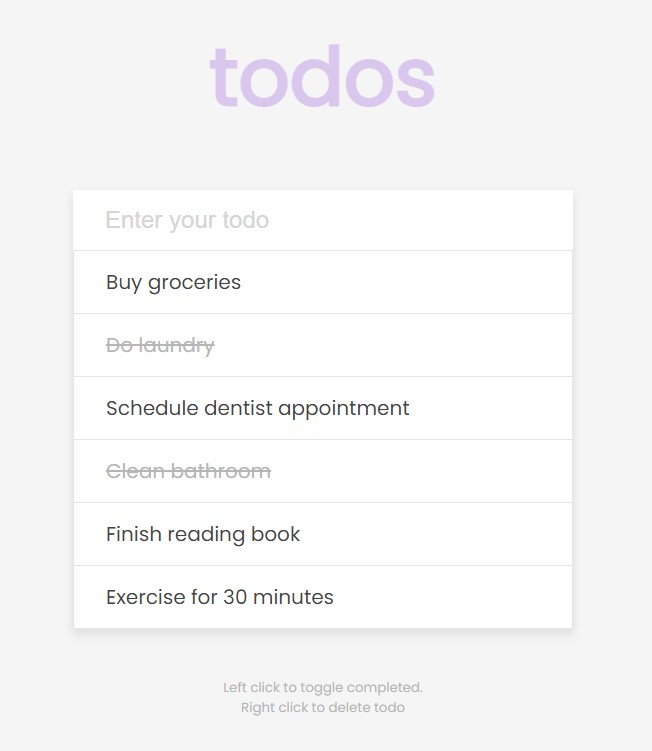 todos
Enter your todo
Buy groceries
Do laundry
Schedule dentist appointment
Clean bathroom
Finish reading book
Exercise for 30 minutes
Left click to toggle completed.
Right click to delete todo